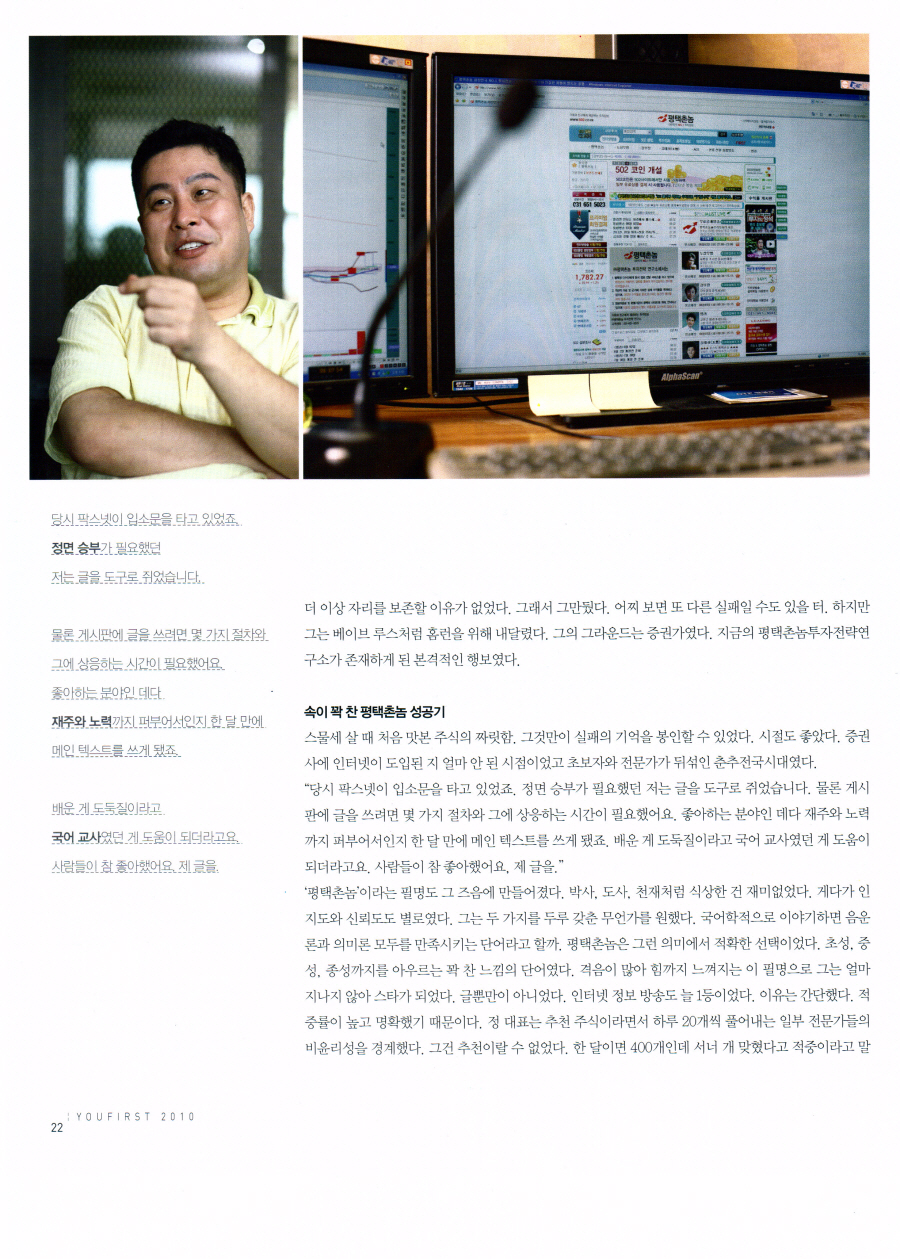 평택촌놈
502 코인 개설
031 651 5023
평택촌놈
1,782.27
AlphaScan
당시 팍스넷이 입소문을 타고 있었죠.
정면 승부가 필요했던
저는 글을 도구로 쥐었습니다.
물론 게시판에 글을 쓰려면 몇 가지 절차와
그에 상응하는 시간이 필요했어요.
좋아하는 분야인 데다
재주와 노력까지 퍼부어서인지 한 달 만에
메인 텍스트를 쓰게 됐죠.
배운 게 도둑질이라고
국어 교사였던 게 도움이 되더라고요.
사람들이 참 좋아했어요. 제 글을.
더 이상 자리를 보존할 이유가 없었다. 그래서 그만뒀다. 어찌 보면 또 다른 실패일 수도 있을 터. 하지만
그는 베이브 루스처럼 홈런을 위해 내달렸다. 그의 그라운드는 증권가였다. 지금의 평택촌놈투자전략연
구소가 존재하게 된 본격적인 행보였다.
속이 꽉 찬 평택촌놈 성공기
스물세 살 때 처음 맛본 주식의 짜릿함. 그것만이 실패의 기억을 봉인할 수 있었다. 시절도 좋았다. 증권
사에 인터넷이 도입된 지 얼마 안 된 시점이었고 초보자와 전문가가 뒤섞인 춘추전국시대였다.
“당시 팍스넷이 입소문을 타고 있었죠. 정면 승부가 필요했던 저는 글을 도구로 쥐었습니다. 물론 게시
판에 글을 쓰려면 몇 가지 절차와 그에 상응하는 시간이 필요했어요. 좋아하는 분야인 데다 재주와 노력
까지 퍼부어서인지 한 달 만에 메인 텍스트를 쓰게 됐죠. 배운 게 도둑질이라고 국어 교사였던 게 도움이
되더라고요. 사람들이 참 좋아했어요. 제 글을.”
‘평택촌놈’이라는 필명도 그 즈음에 만들어졌다. 박사, 도사, 천재처럼 식상한 건 재미없었다. 게다가 인
지도와 신뢰도도 별로였다. 그는 두 가지를 두루 갖춘 무언가를 원했다. 국어학적으로 이야기하면 음운
론과 의미론 모두를 만족시키는 단어라고 할까. 평택촌놈은 그런 의미에서 적확한 선택이었다. 초성, 중
성, 종성까지를 아우르는 꽉 찬 느낌의 단어였다. 격음이 많아 힘까지 느껴지는 이 필명으로 그는 얼마
지나지 않아 스타가 되었다. 글뿐만이 아니었다. 인터넷 정보 방송도 늘 1등이었다. 이유는 간단했다. 적
중률이 높고 명확했기 때문이다. 정 대표는 추천 주식이라면서 하루 20개씩 풀어내는 일부 전문가들의
비윤리성을 경계했다. 그건 추천이랄 수 없었다. 한 달이면 400개인데 서너 개 맞혔다고 적중이라고 말
: YOUFIRST 2010
22